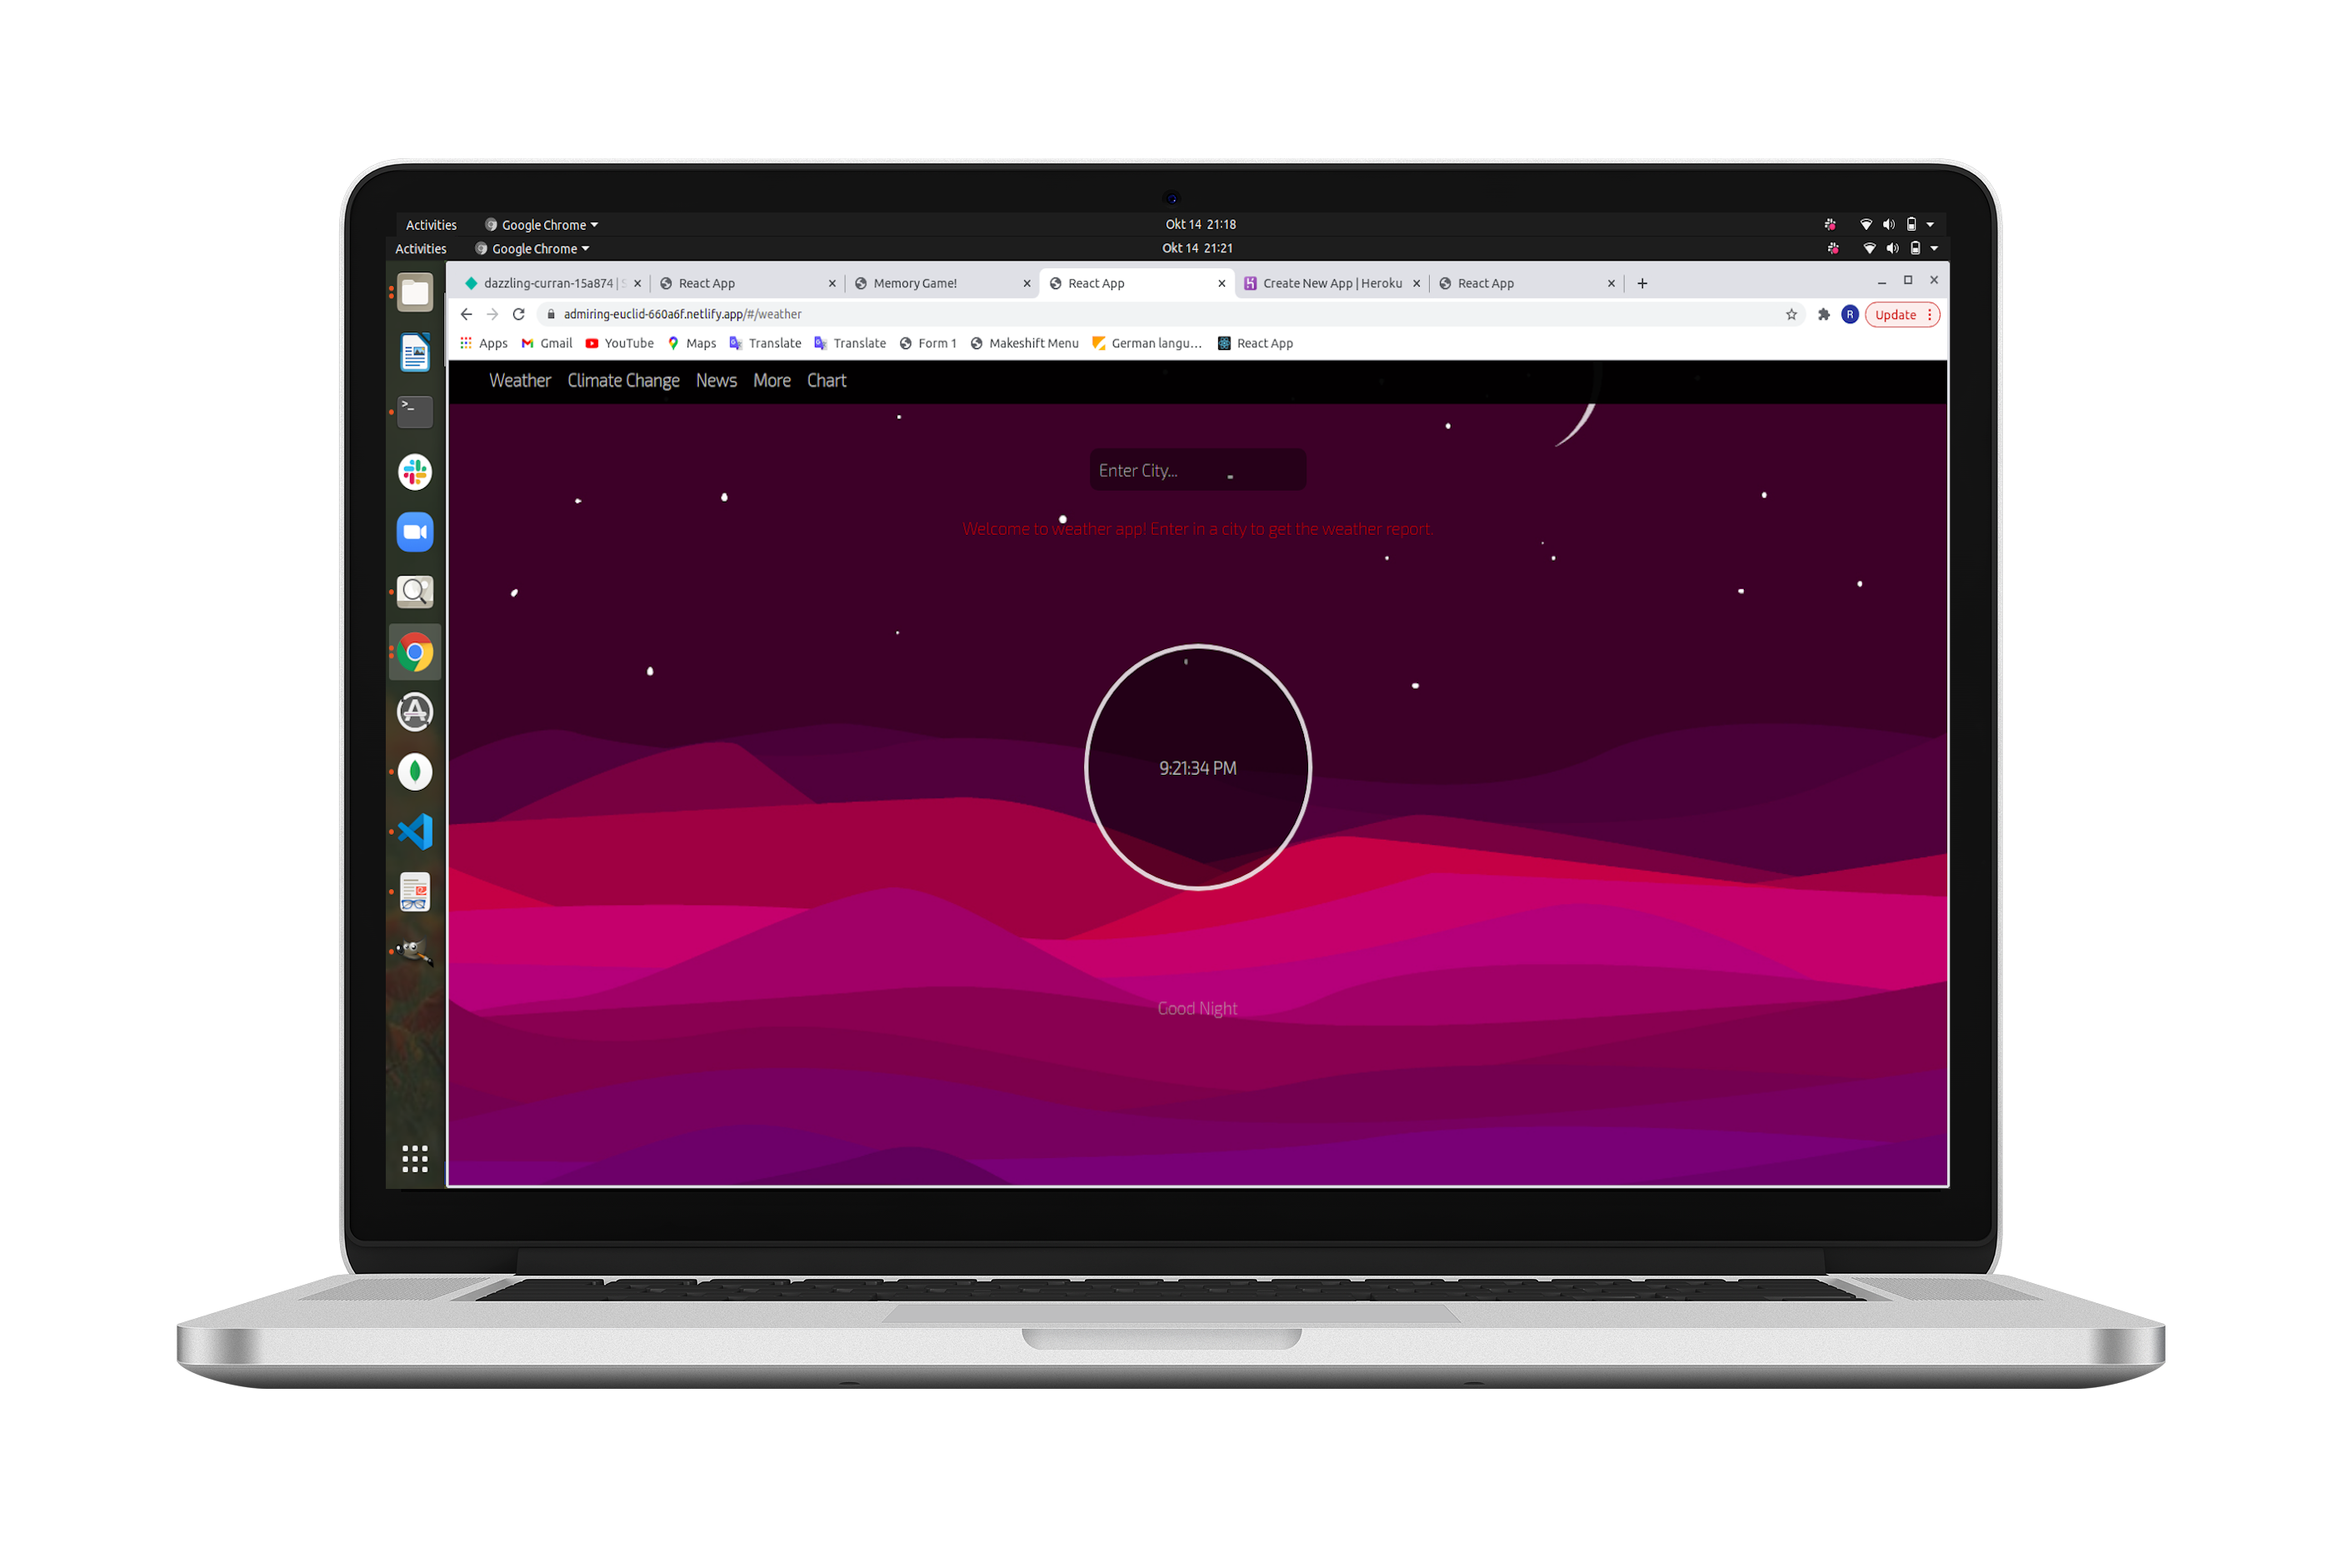 Activities Google Chrome Okt 14 21:18
Activities Google Chrome Okt 14 21:21
dazzling-curran-15a874 | S React App Memory Game! React App Create New App | Heroku React App
admiring-euclid-660a6f.netlify.app/#/weather R Update
Apps Gmail YouTube Maps Translate Translate Form 1 Makeshift Menu German langu... React App
Weather Climate Change News More Chart
Enter City...
Welcome to weather app! Enter in a city to get the weather report.
9:21:34 PM
Good Night